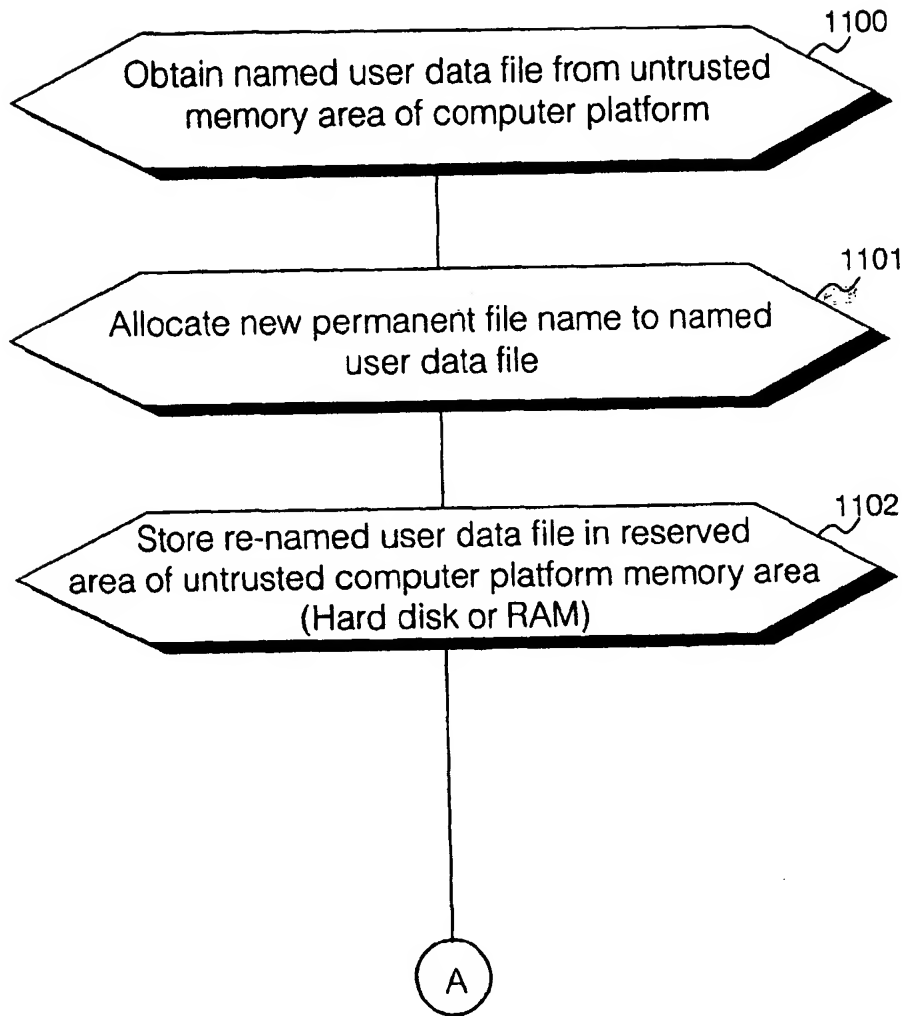 1100
Obtain named user data file from untrusted
memory area of computer platform
1101
Allocate new permanent file name to named
user data file
1102
Store re-named user data file in reserved
area of untrusted computer platform memory area
(Hard disk or RAM)
A